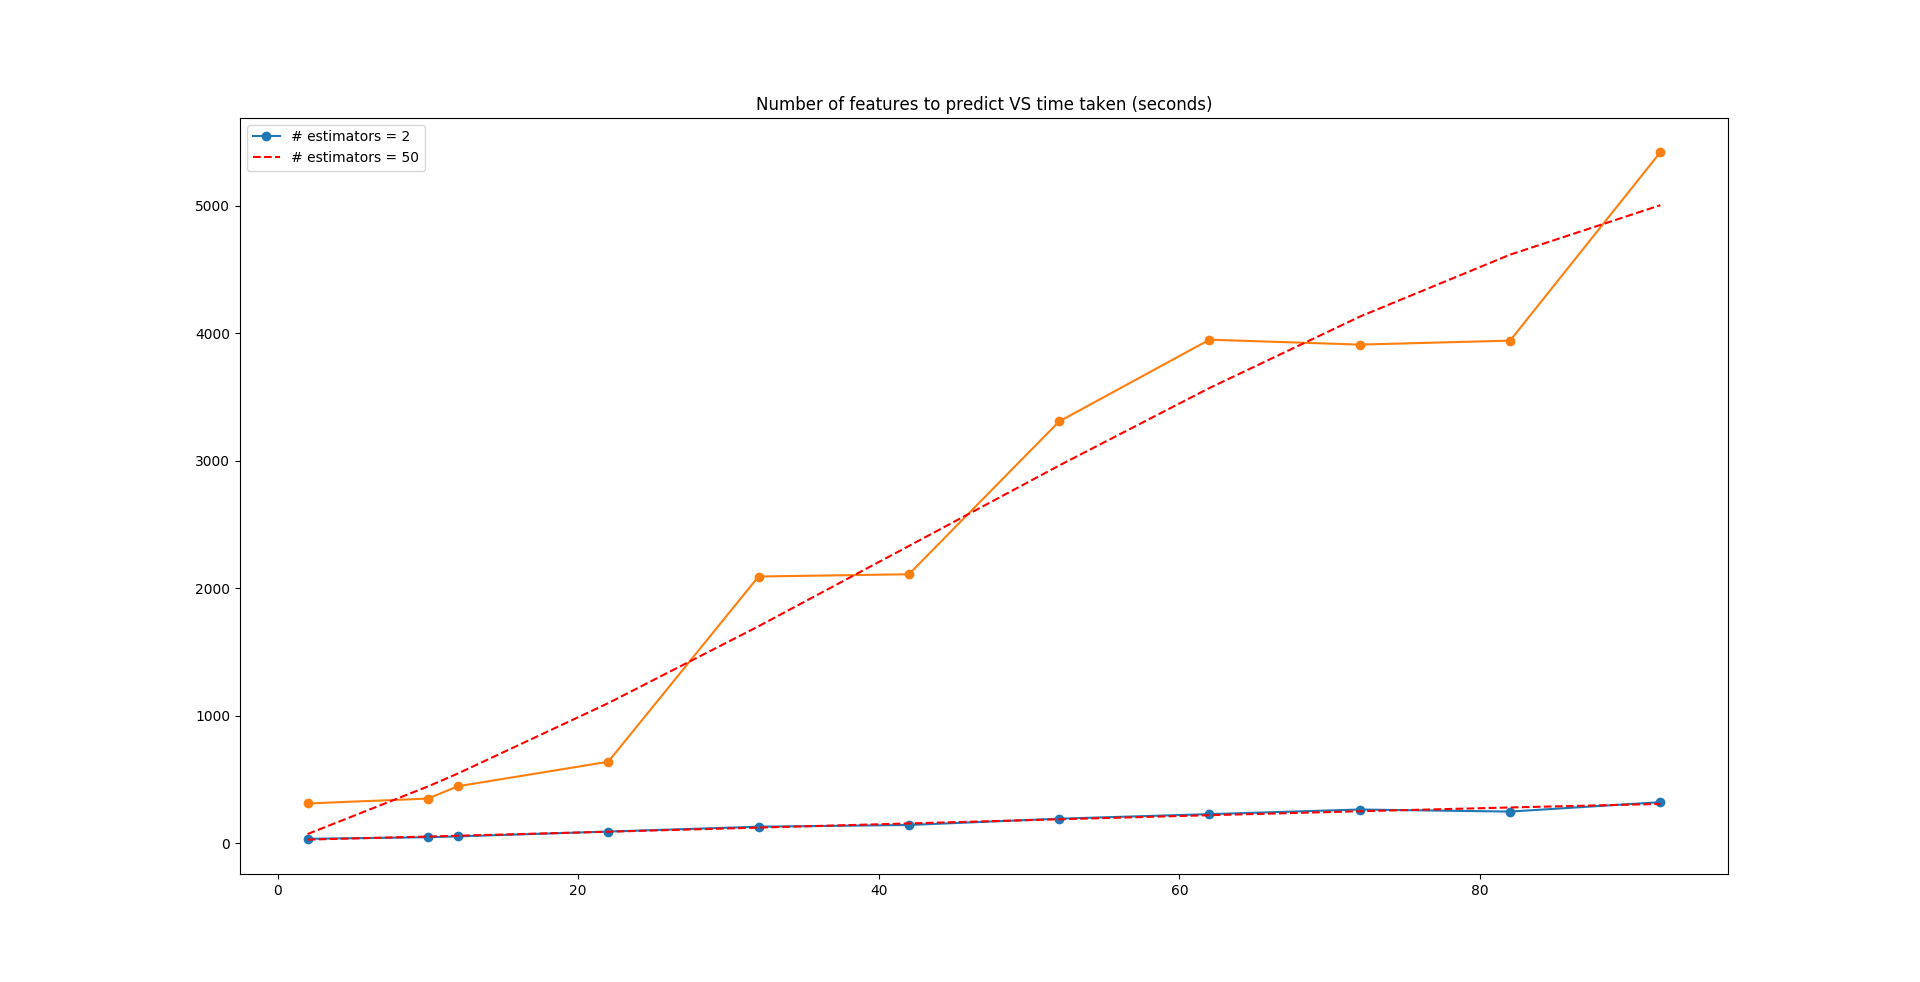 Number of features to predict VS time taken (seconds)
# estimators = 2
# estimators = 50
5000
4000
3000
2000
1000
0
0 20 40 60 80